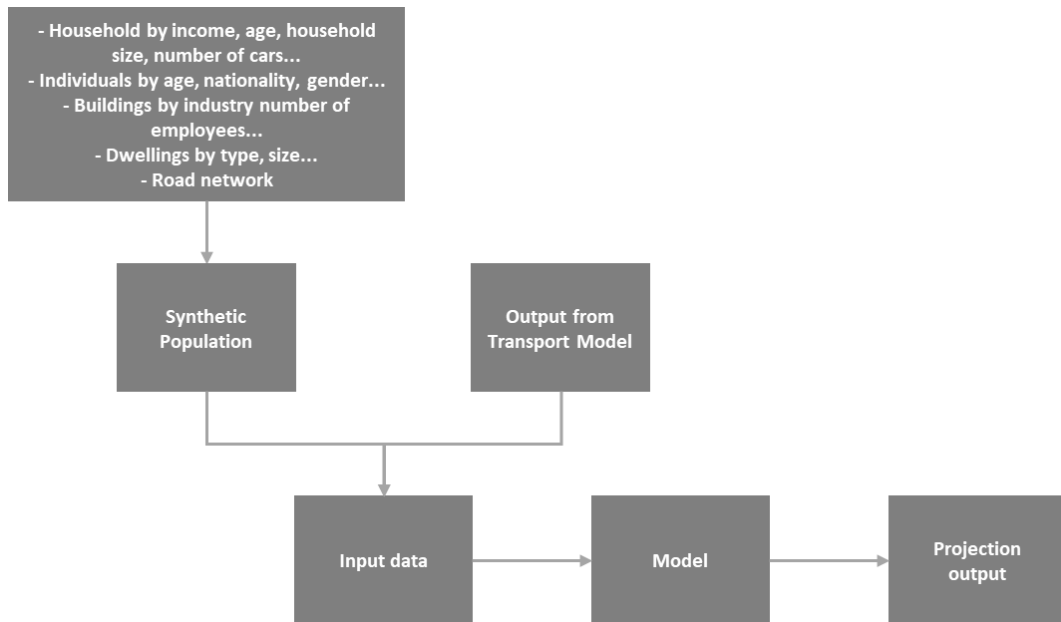 - Household by income, age, household
size, number of cars...
- Individuals by age, nationality, gender...
- Buildings by industry number of
employees...
- Dwellings by type, size...
- Road network
Synthetic
Population
Output from
Transport Model
Input data
Model
Projection
output